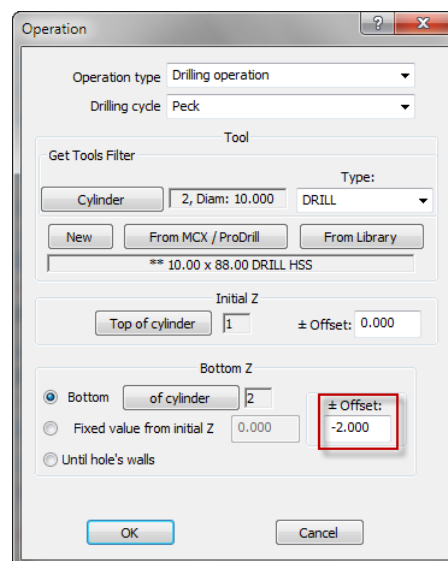 Operation
?
X
Operation type Drilling operation
Drilling cycle Peck
Tool
Get Tools Filter
Type:
Cylinder 2, Diam: 10.000 DRILL
New From MCX / ProDrill From Library
** 10.00 x 88.00 DRILL HSS
Initial Z
Top of cylinder 1 ± Offset: 0.000
Bottom Z
Bottom of cylinder 2 ± Offset:
Fixed value from initial Z 0.000 -2.000
Until hole's walls
OK Cancel